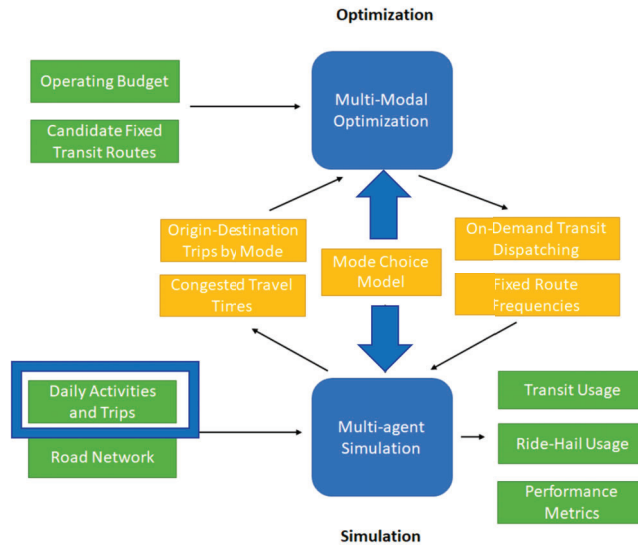 Optimization
Operating Budget
Candidate Fixed
Transit Routes
Multi-Modal
Optimization
Origin-Destination
Trips by Mode
Congested Travel
Times
Mode Choice
Model
On-Demand Transit
Dispatching
Fixed Route
Frequencies
Daily Activities
and Trips
Road Network
Multi-agent
Simulation
Transit Usage
Ride-Hail Usage
Performance
Metrics
Simulation